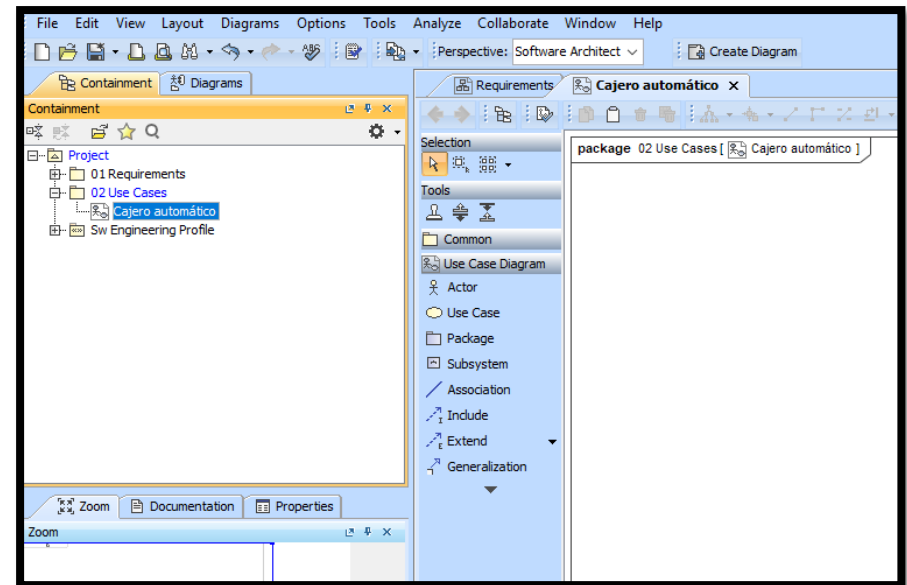 File Edit View Layout Diagrams Options Tools Analyze Collaborate Window Help
Perspective: Software Architect Create Diagram
Containment Diagrams
Containment
Project
01 Requirements
02 Use Cases
Cajero automático
Sw Engineering Profile
Zoom Documentation Properties
Zoom
Requirements Cajero automático
Selection
Tools
Common
Use Case Diagram
Actor
Use Case
Package
Subsystem
Association
Include
Extend
Generalization
package 02 Use Cases [ Cajero automático ]